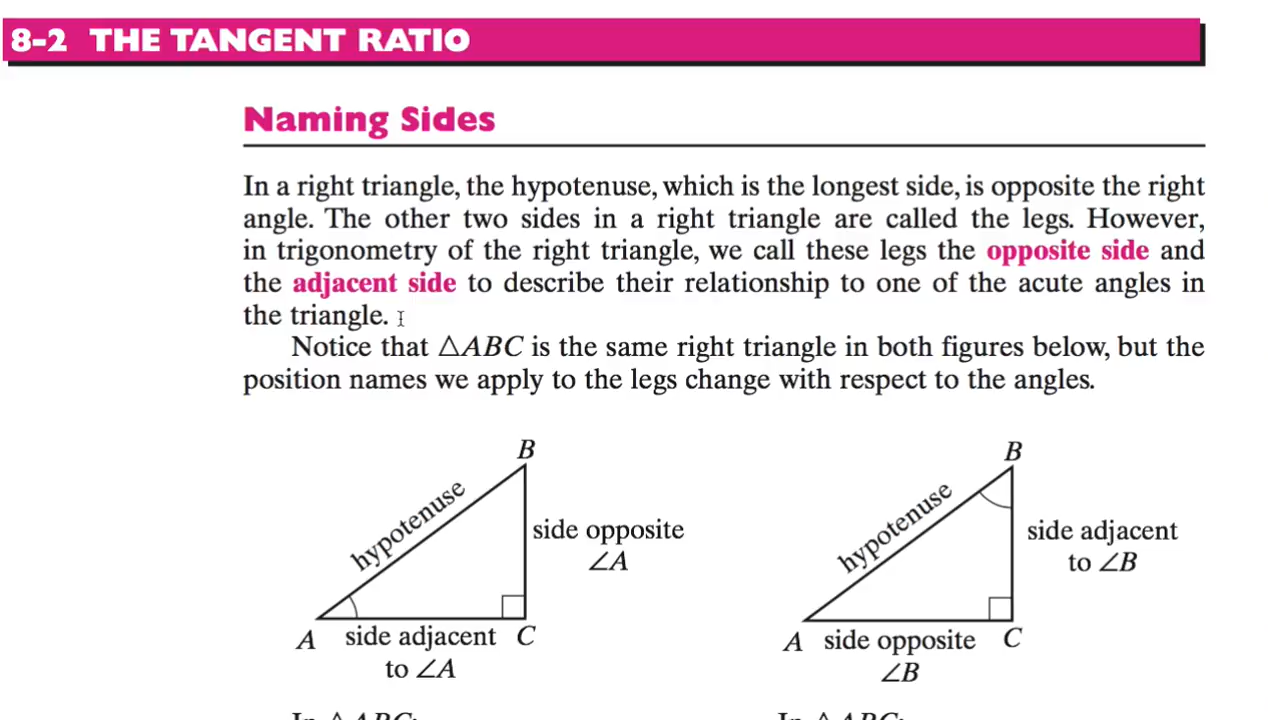 8-2 THE TANGENT RATIO
Naming Sides
In a right triangle, the hypotenuse, which is the longest side, is opposite the right
angle. The other two sides in a right triangle are called the legs. However,
in trigonometry of the right triangle, we call these legs the opposite side and
the adjacent side to describe their relationship to one of the acute angles in
the triangle.
Notice that △ABC is the same right triangle in both figures below, but the
position names we apply to the legs change with respect to the angles.
B
hypotenuse
side opposite
∠A
A
side adjacent
to ∠A
C
B
hypotenuse
side adjacent
to ∠B
A
side opposite
∠B
C
In △ABC:
In △ABC: